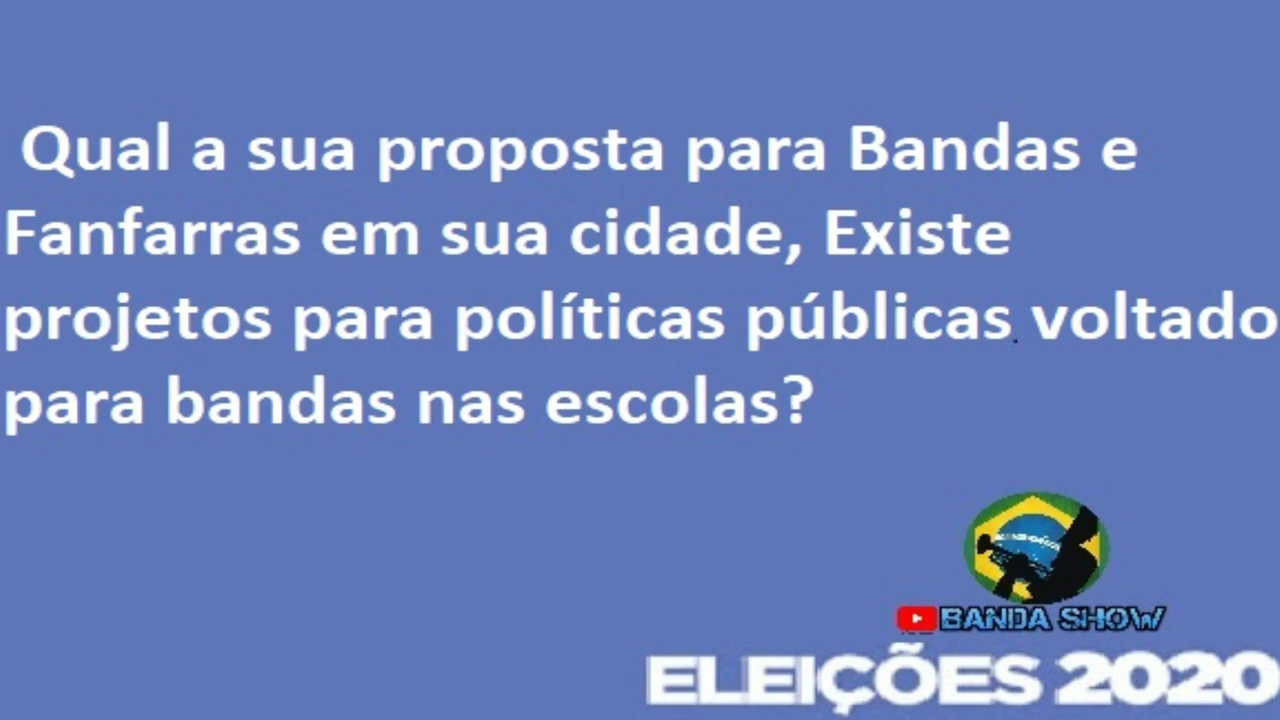 Qual a sua proposta para Bandas e
Fanfarras em sua cidade, Existe
projetos para políticas públicas voltado
para bandas nas escolas?
BANDA SHOW
ELEIÇÕES 2020